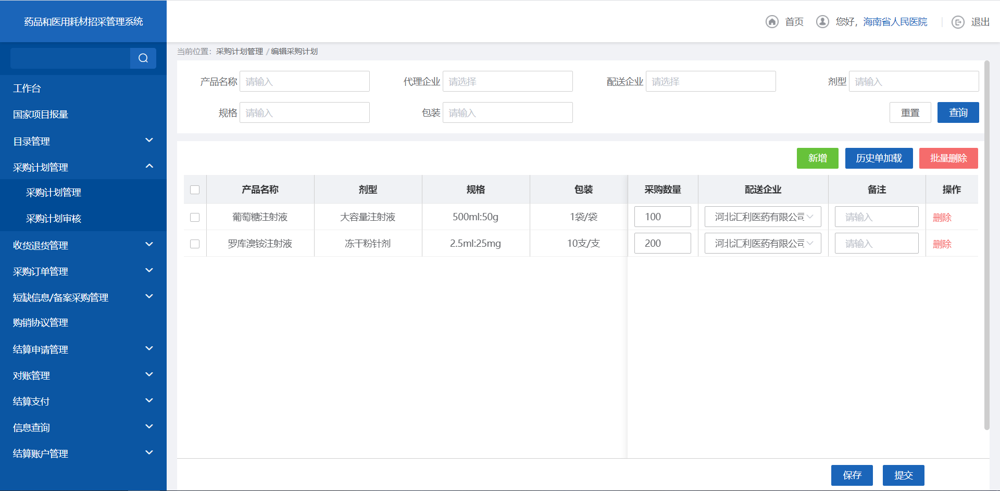 药品和医用耗材招采管理系统
首页
您好，海南省人民医院
退出
工作台
国家项目报量
目录管理
采购计划管理
采购计划管理
采购计划审核
收货退货管理
采购订单管理
短缺信息/备案采购管理
购销协议管理
结算申请管理
对账管理
结算支付
信息查询
结算账户管理
当前位置：采购计划管理 / 编辑采购计划
产品名称 请输入 代理企业 请选择 配送企业 请选择 剂型 请输入
规格 请输入 包装 请输入 重置 查询
新增 历史单加载 批量删除
产品名称 剂型 规格 包装 采购数量 配送企业 备注 操作
葡萄糖注射液 大容量注射液 500ml:50g 1袋/袋 100 河北汇利医药有限公司 请输入 删除
罗库溴铵注射液 冻干粉针剂 2.5ml:25mg 10支/支 200 河北汇利医药有限公司 请输入 删除
保存 提交